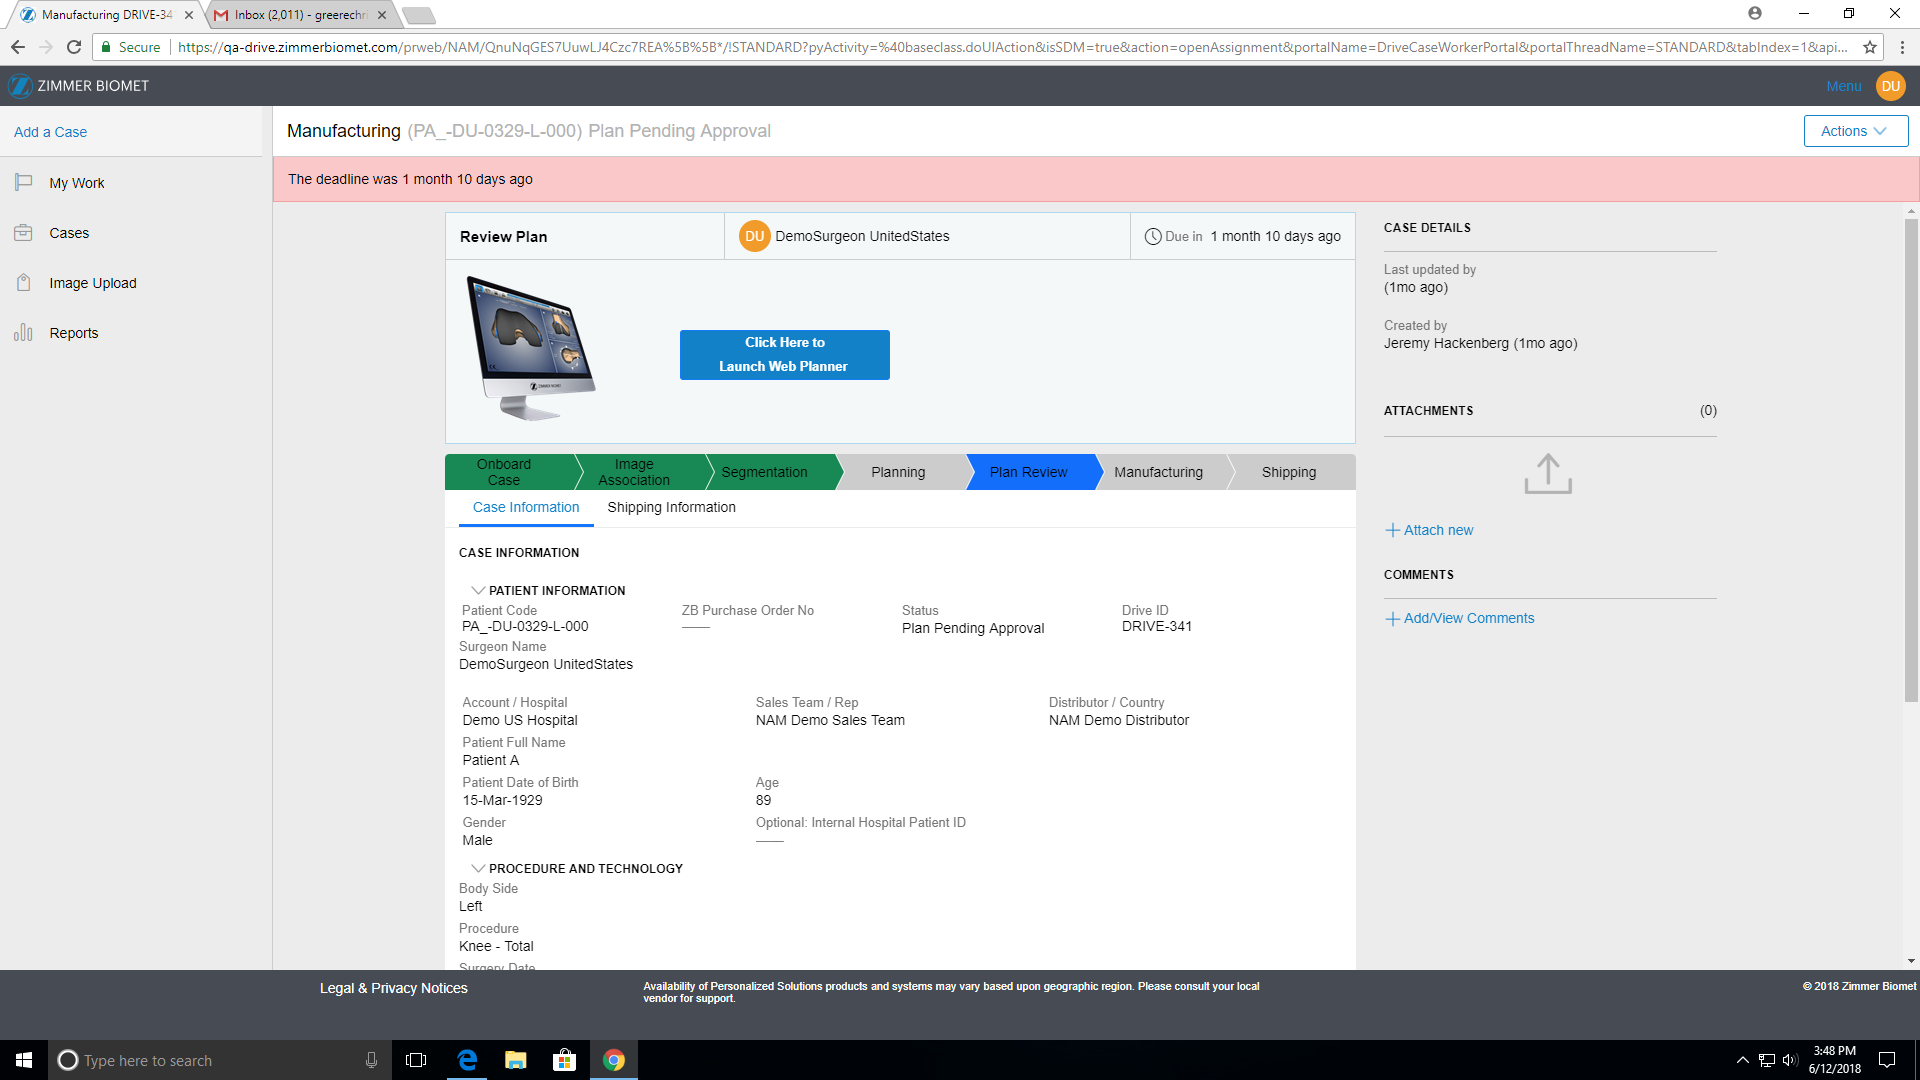 Manufacturing DRIVE-34
Inbox (2,011) - greerechri
Secure
https://qa-drive.zimmerbiomet.com/prweb/NAM/QnuNqGES7UuwLJ4Czc7REA%5B%5B*/!STANDARD?pyActivity=%40baseclass.doUIAction&isSDM=true&action=openAssignment&portalName=DriveCaseWorkerPortal&portalThreadName=STANDARD&tabIndex=1&api...
ZIMMER BIOMET
Menu
DU
Add a Case
My Work
Cases
Image Upload
Reports
Manufacturing (PA_-DU-0329-L-000) Plan Pending Approval
Actions
The deadline was 1 month 10 days ago
Review Plan
DU
DemoSurgeon UnitedStates
Due in 1 month 10 days ago
ZIMMER BIOMET
Click Here to
Launch Web Planner
Onboard
Case
Image
Association
Segmentation
Planning
Plan Review
Manufacturing
Shipping
Case Information
Shipping Information
CASE INFORMATION
PATIENT INFORMATION
Patient Code
PA_-DU-0329-L-000
ZB Purchase Order No
Status
Plan Pending Approval
Drive ID
DRIVE-341
Surgeon Name
DemoSurgeon UnitedStates
Account / Hospital
Demo US Hospital
Sales Team / Rep
NAM Demo Sales Team
Distributor / Country
NAM Demo Distributor
Patient Full Name
Patient A
Patient Date of Birth
15-Mar-1929
Age
89
Gender
Male
Optional: Internal Hospital Patient ID
PROCEDURE AND TECHNOLOGY
Body Side
Left
Procedure
Knee - Total
Surgery Date
CASE DETAILS
Last updated by
(1mo ago)
Created by
Jeremy Hackenberg (1mo ago)
ATTACHMENTS
(0)
Attach new
COMMENTS
Add/View Comments
Legal & Privacy Notices
Availability of Personalized Solutions products and systems may vary based upon geographic region. Please consult your local
vendor for support.
© 2018 Zimmer Biomet
Type here to search
3:48 PM
6/12/2018